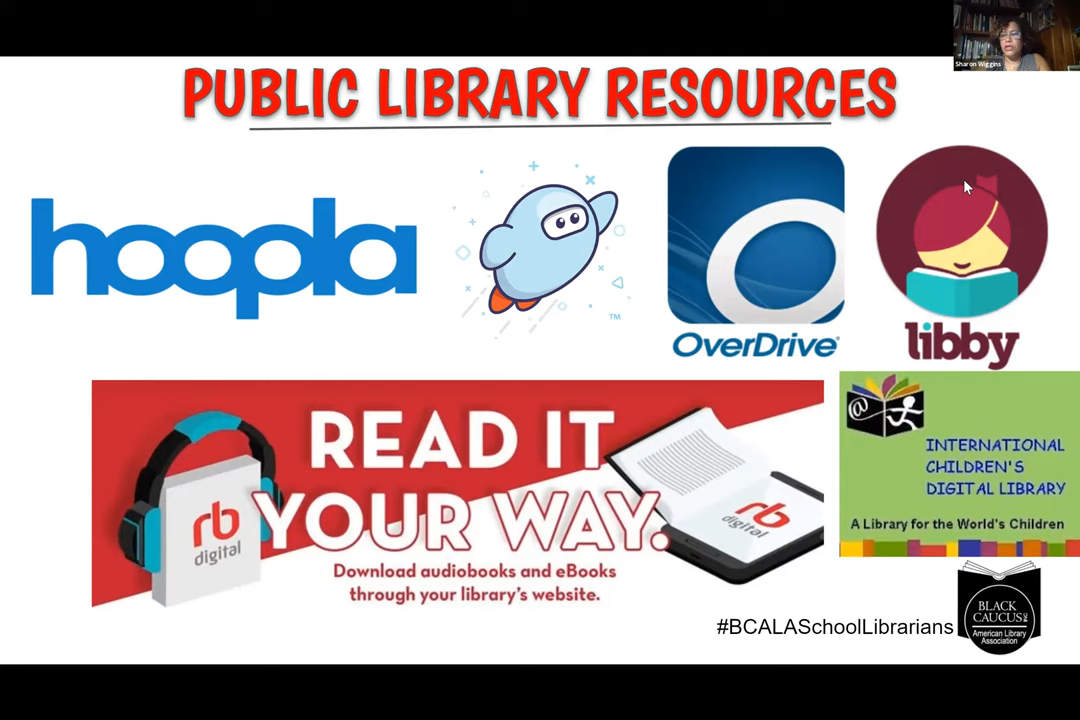 Sharon Wiggins
PUBLIC LIBRARY RESOURCES
hoopla
TM
OverDrive®
libby
READ IT
YOUR WAY.
rb
digital
rb
digital
Download audiobooks and eBooks
through your library's website.
@
INTERNATIONAL
CHILDREN'S
DIGITAL LIBRARY
A Library for the World's Children
#BCALASchoolLibrarians
BLACK
CAUCUS OF
American Library
Association